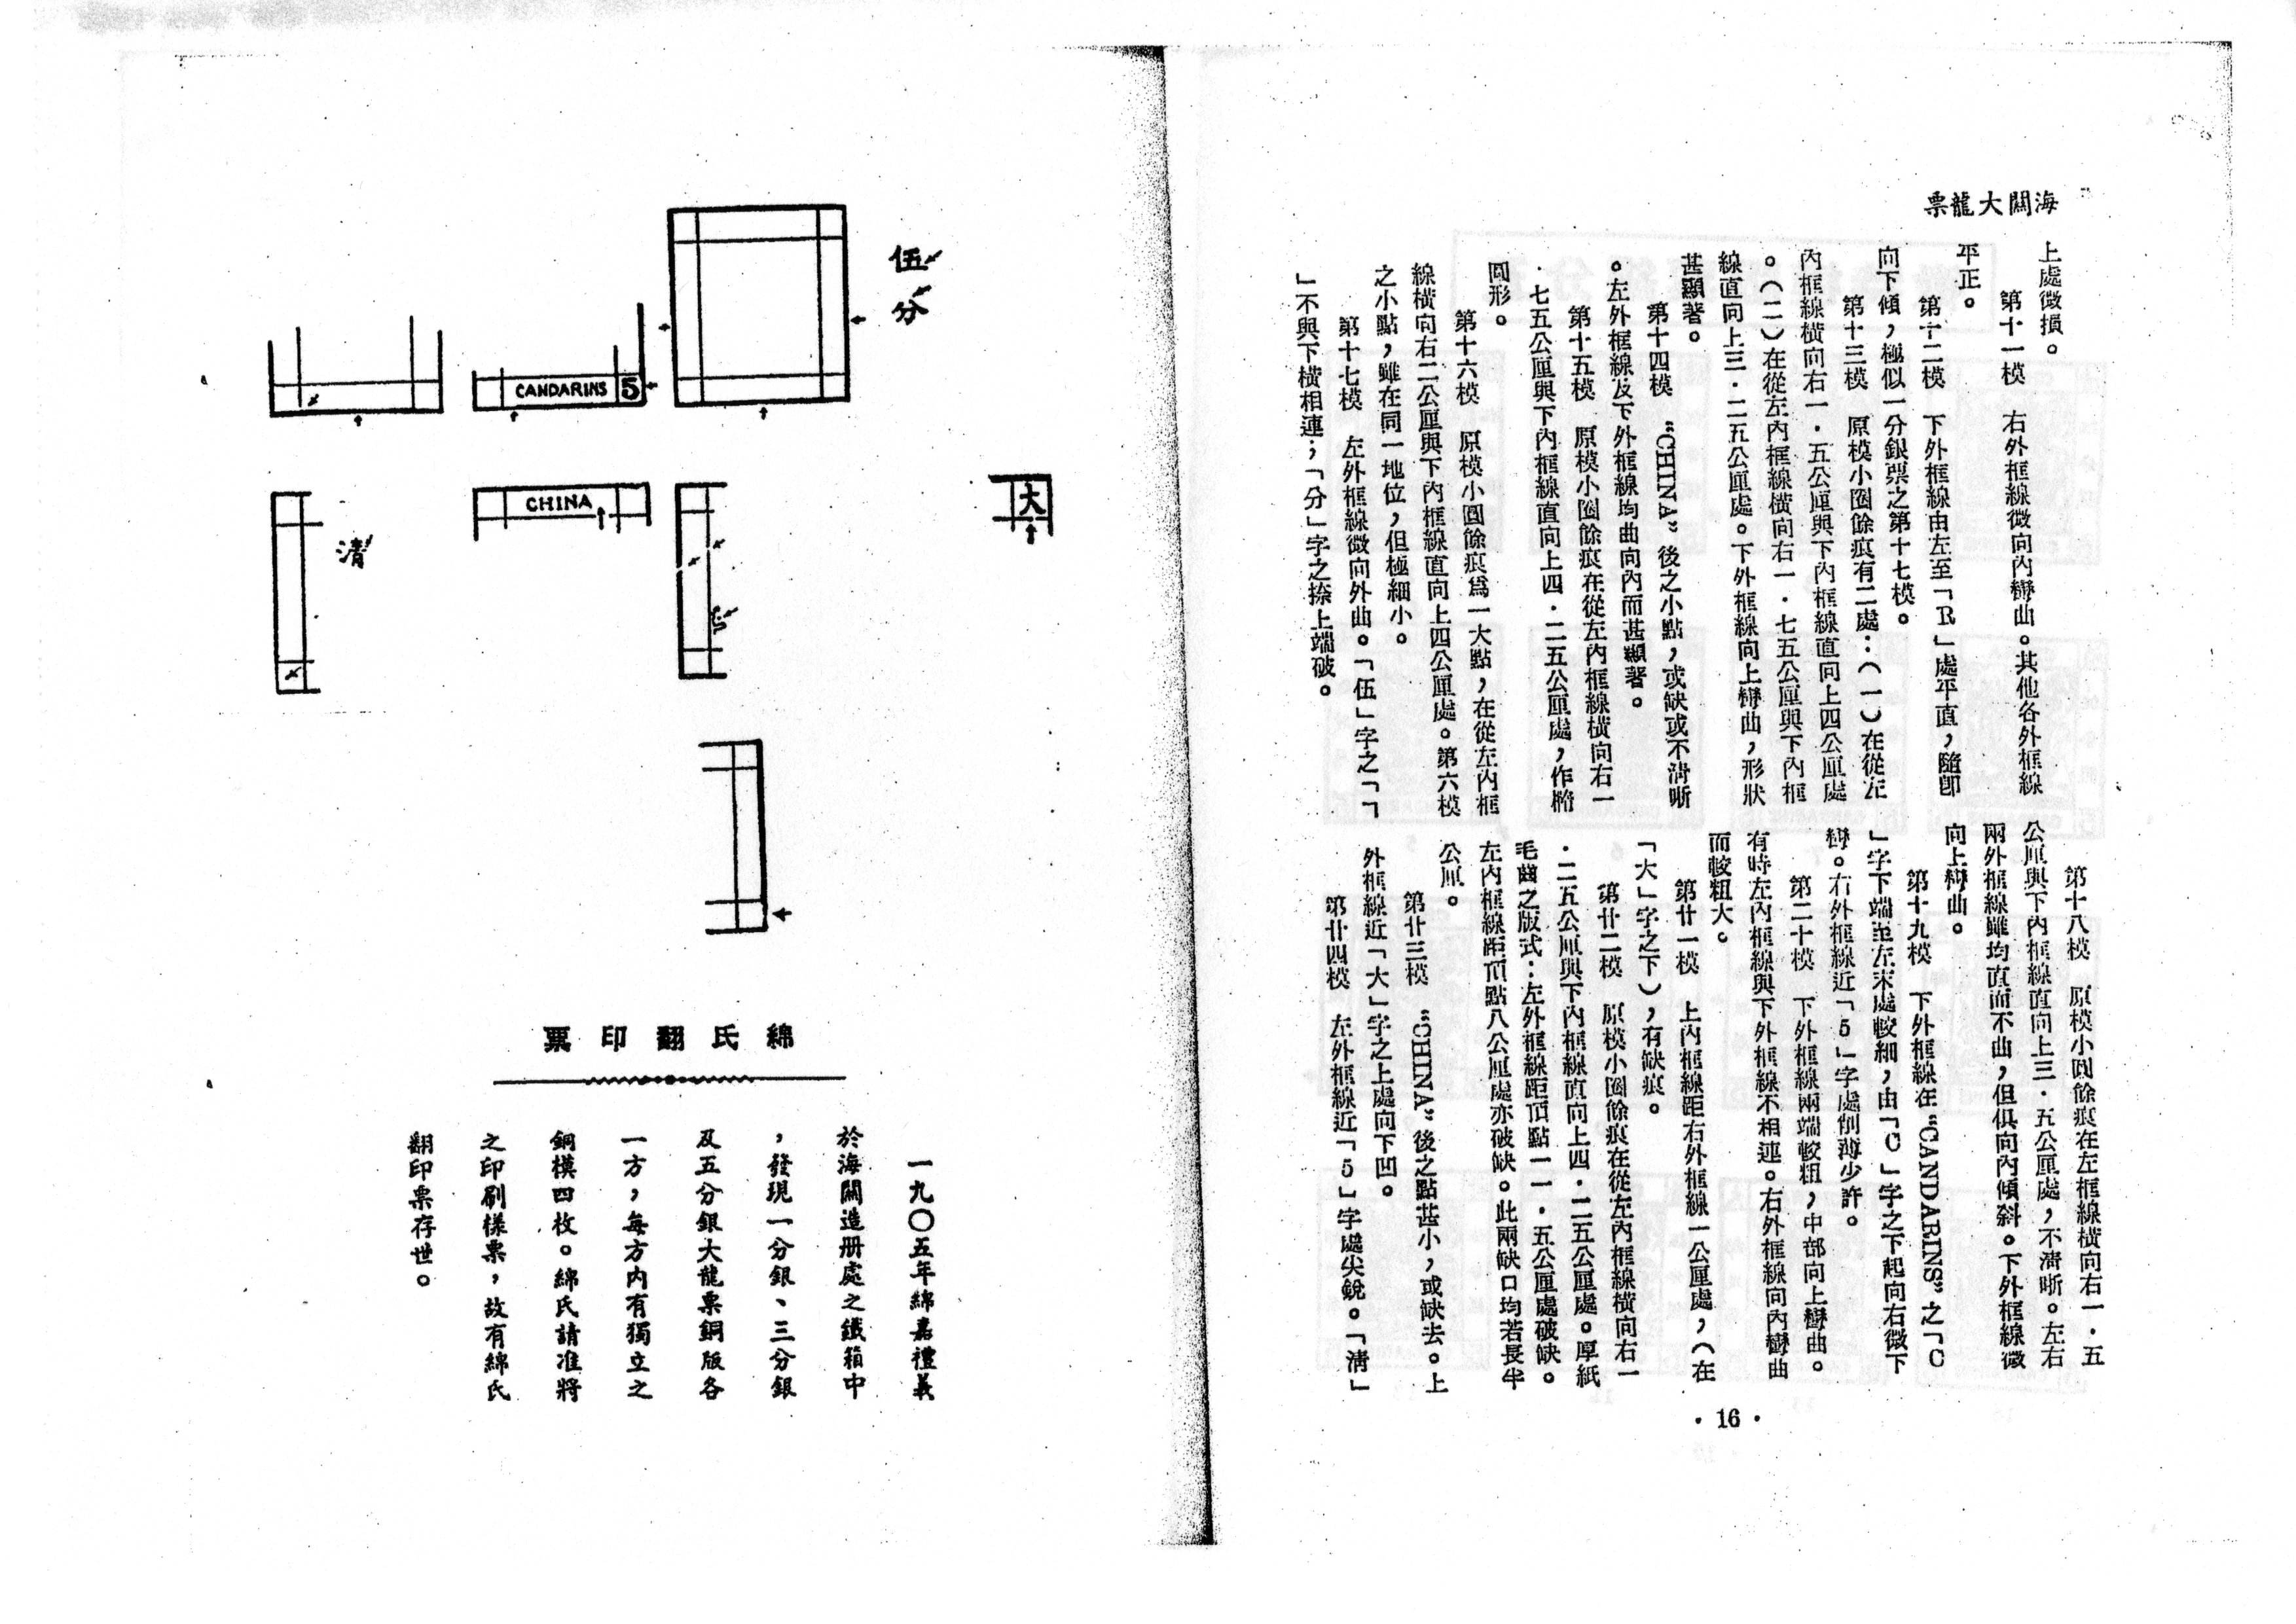 海關大龍票
上處微損。
第十一模　右外框線微向內彎曲。其他各外框線
平正。
第十二模　下外框線由左至「R」處平直，隨卽
向下傾，極似一分銀票之第十七模。
第十三模　原模小圈餘痕有二處：（一）在從左
內框線橫向右一．五公厘與下內框線直向上四公厘處
。（二）在從左內框線橫向右一．七五公厘與下內框
線直向上三．二五公厘處。下外框線向上彎曲，形狀
甚顯著。
第十四模　“CHINA”後之小點，或缺或不清晰
。左外框線及下外框線均曲向內而甚顯著。
第十五模　原模小圈餘痕在從左內框線橫向右一
．七五公厘與下內框線直向上四．二五公厘處，作橢
圓形。
第十六模　原模小圓餘痕爲一大點，在從左內框
線橫向右二公厘與下內框線直向上四公厘處。第六模
之小點，雖在同一地位，但極細小。
第十七模　左外框線微向外曲。「伍」字之「㇕
」不與下橫相連；「分」字之捺上端破。
第十八模　原模小圓餘痕在左框線橫向右一．五
公厘與下內框線直向上三．五公厘處，不清晰。左右
兩外框線雖均直而不曲，但俱向內傾斜。下外框線微
向上彎曲。
第十九模　下外框線在“CANDARINS”之「C
」字下端至左末處較細，由「C」字之下起向右微下
彎。右外框線近「5」字處削薄少許。
第二十模　下外框線兩端較粗，中部向上彎曲。
有時左內框線與下外框線不相連。右外框線向內彎曲
而較粗大。
第廿一模　上內框線距右外框線一公厘處，（在
「大」字之下），有缺痕。
第廿二模　原模小圈餘痕在從左內框線橫向右一
．二五公厘與下內框線直向上四．二五公厘處。厚紙
毛齒之版式：左外框線距頂點一一．五公厘處破缺。
左內框線距頂點八公厘處亦破缺。此兩缺口均若長半
公厘。
第廿三模　“CHINA”後之點甚小，或缺去。上
外框線近「大」字之上處向下凹。
第廿四模　左外框線近「5」字處尖銳。「清」
· 16 ·
伍
分
CANDARINS 5
大
CHINA
清
綿氏翻印票
一九〇五年綿嘉禮義
於海關造册處之鐵箱中
，發現一分銀、三分銀
及五分銀大龍票銅版各
一方，每方內有獨立之
銅模四枚。綿氏請准將
之印刷樣票，故有綿氏
翻印票存世。